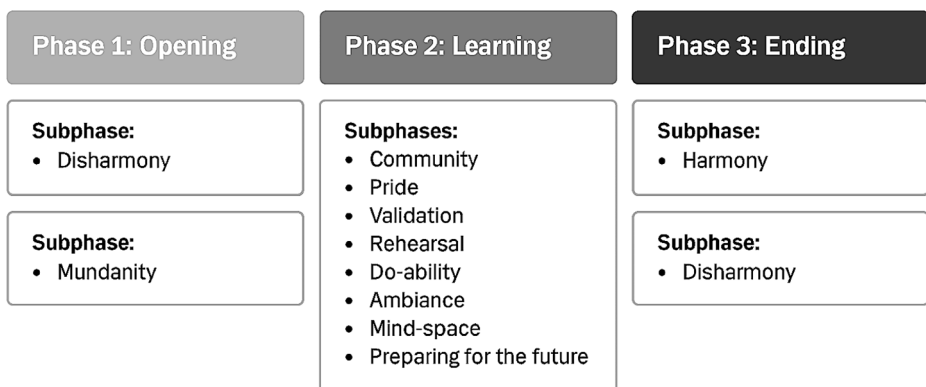 Phase 1: Opening
Subphase:
• Disharmony
Subphase:
• Mundanity
Phase 2: Learning
Subphases:
• Community
• Pride
• Validation
• Rehearsal
• Do-ability
• Ambiance
• Mind-space
• Preparing for the future
Phase 3: Ending
Subphase:
• Harmony
Subphase:
• Disharmony